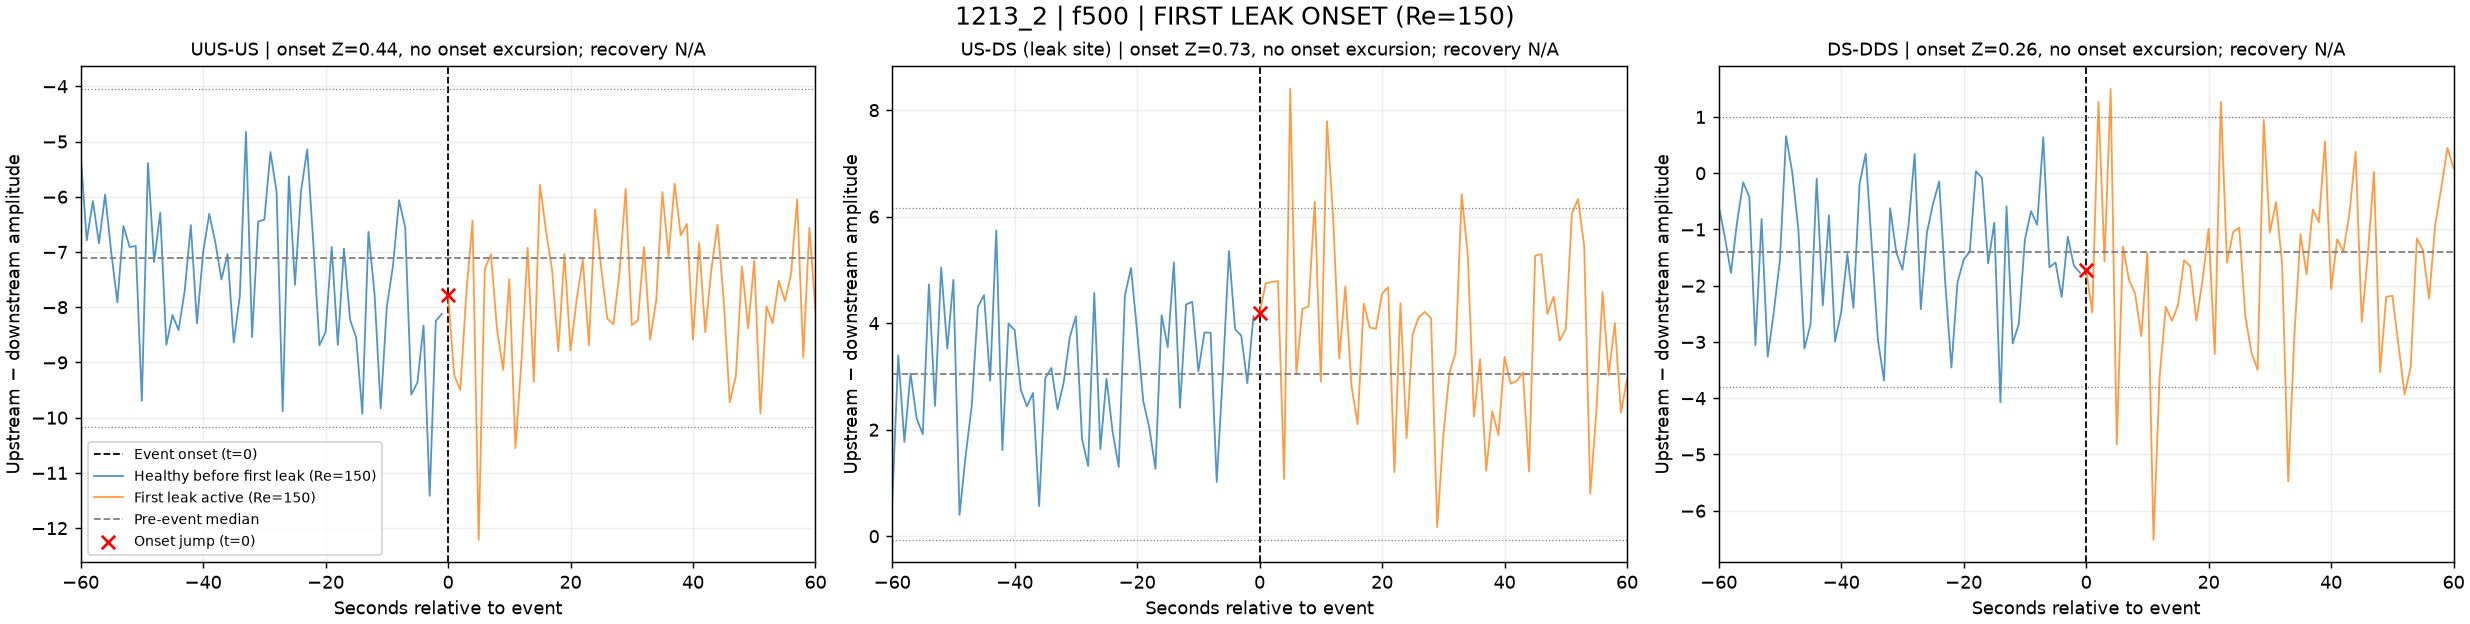 1213_2 | f500 | FIRST LEAK ONSET (Re=150)
UUS-US | onset Z=0.44, no onset excursion; recovery N/A
Upstream − downstream amplitude
−4
−5
−6
−7
−8
−9
−10
−11
−12
Event onset (t=0)
Healthy before first leak (Re=150)
First leak active (Re=150)
Pre-event median
Onset jump (t=0)
−60 −40 −20 0 20 40 60
Seconds relative to event
US-DS (leak site) | onset Z=0.73, no onset excursion; recovery N/A
Upstream − downstream amplitude
8
6
4
2
0
−60 −40 −20 0 20 40 60
Seconds relative to event
DS-DDS | onset Z=0.26, no onset excursion; recovery N/A
Upstream − downstream amplitude
1
0
−1
−2
−3
−4
−5
−6
−60 −40 −20 0 20 40 60
Seconds relative to event